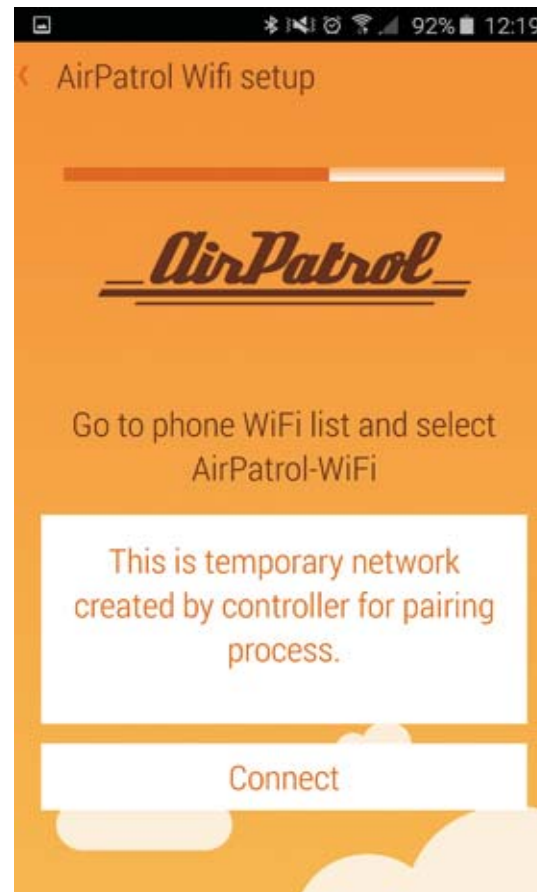 92% 12:19
AirPatrol Wifi setup
AirPatrol
Go to phone WiFi list and select
AirPatrol-WiFi
This is temporary network
created by controller for pairing
process.
Connect